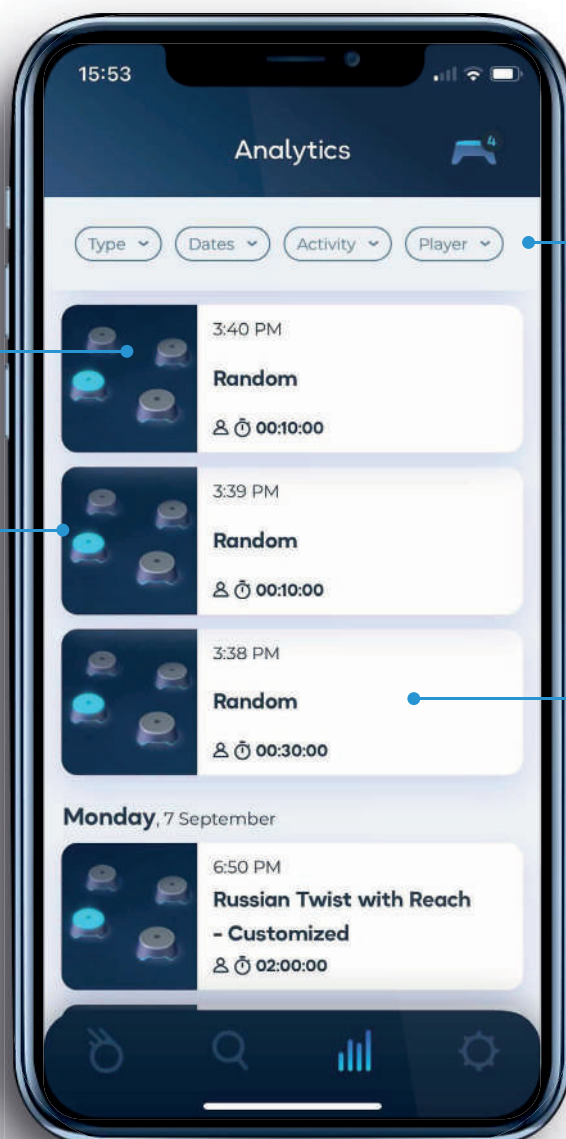 15:53
Analytics
4
Type
Dates
Activity
Player
3:40 PM
Random
00:10:00
3:39 PM
Random
00:10:00
3:38 PM
Random
00:30:00
Monday, 7 September
6:50 PM
Russian Twist with Reach
- Customized
02:00:00